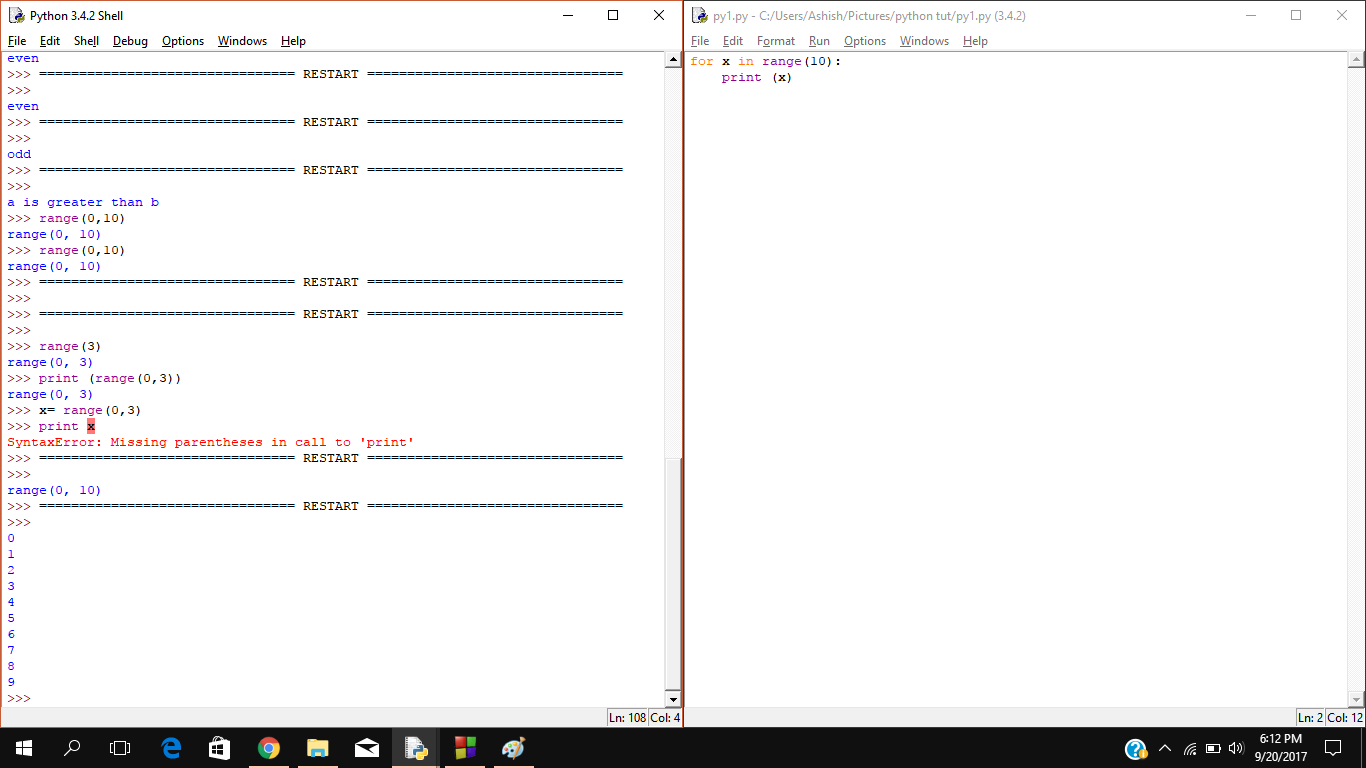 Python 3.4.2 Shell
File Edit Shell Debug Options Windows Help
even
>>> ================================ RESTART ================================
>>>
even
>>> ================================ RESTART ================================
>>>
odd
>>> ================================ RESTART ================================
>>>
a is greater than b
>>> range(0,10)
range(0, 10)
>>> range(0,10)
range(0, 10)
>>> ================================ RESTART ================================
>>>
>>> ================================ RESTART ================================
>>>
>>> range(3)
range(0, 3)
>>> print (range(0,3))
range(0, 3)
>>> x= range(0,3)
>>> print x
SyntaxError: Missing parentheses in call to 'print'
>>> ================================ RESTART ================================
>>>
range(0, 10)
>>> ================================ RESTART ================================
>>>
0
1
2
3
4
5
6
7
8
9
>>>
Ln: 108 Col: 4
py1.py - C:/Users/Ashish/Pictures/python tut/py1.py (3.4.2)
File Edit Format Run Options Windows Help
for x in range(10):
    print (x)
Ln: 2 Col: 12
6:12 PM
9/20/2017